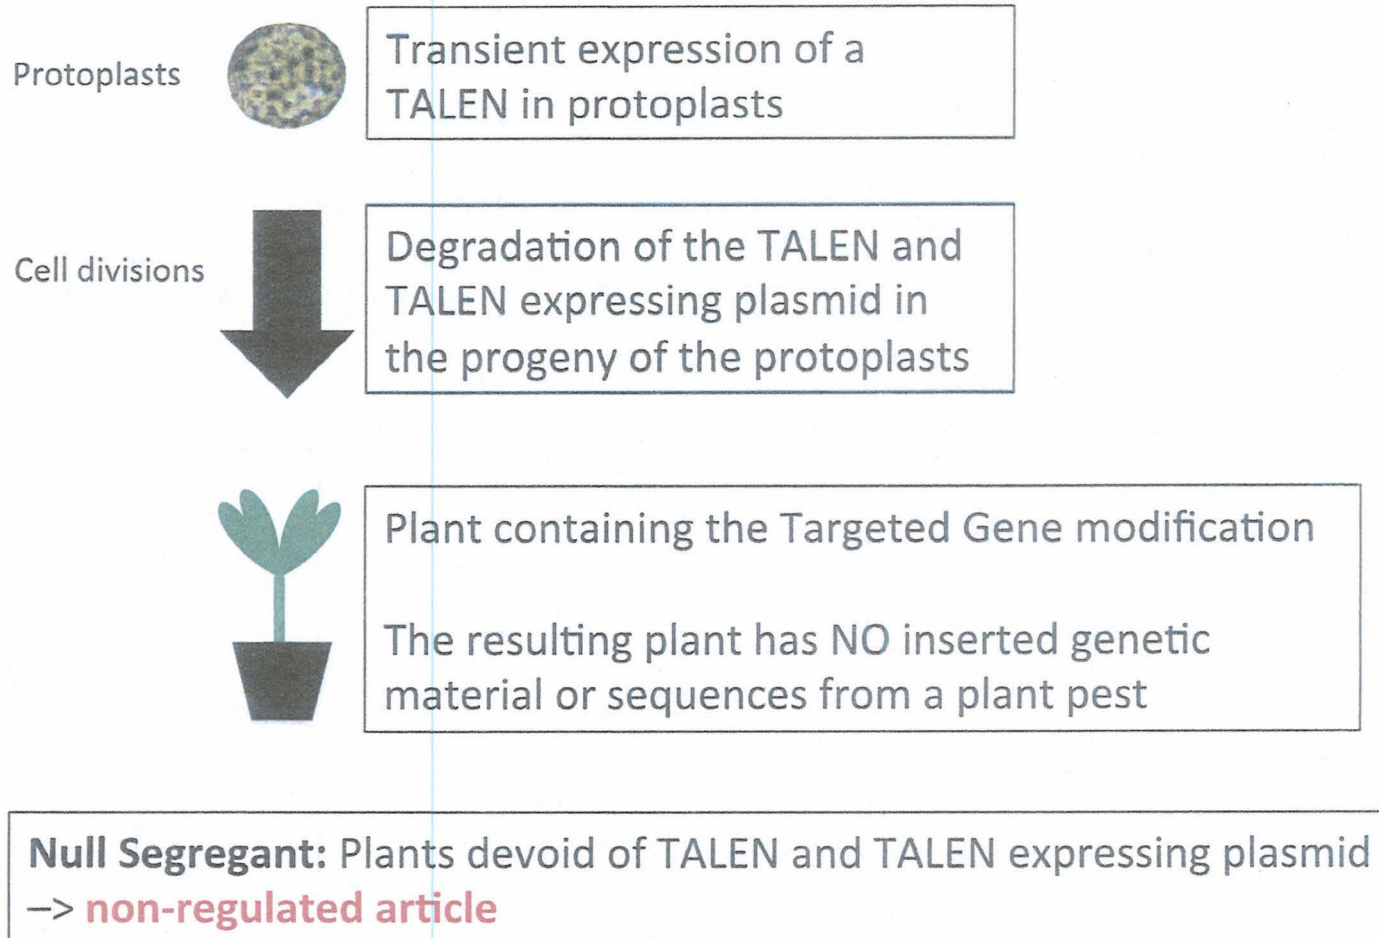 Protoplasts
Transient expression of a
TALEN in protoplasts
Cell divisions
Degradation of the TALEN and
TALEN expressing plasmid in
the progeny of the protoplasts
Plant containing the Targeted Gene modification
The resulting plant has NO inserted genetic
material or sequences from a plant pest
Null Segregant: Plants devoid of TALEN and TALEN expressing plasmid
–> non-regulated article